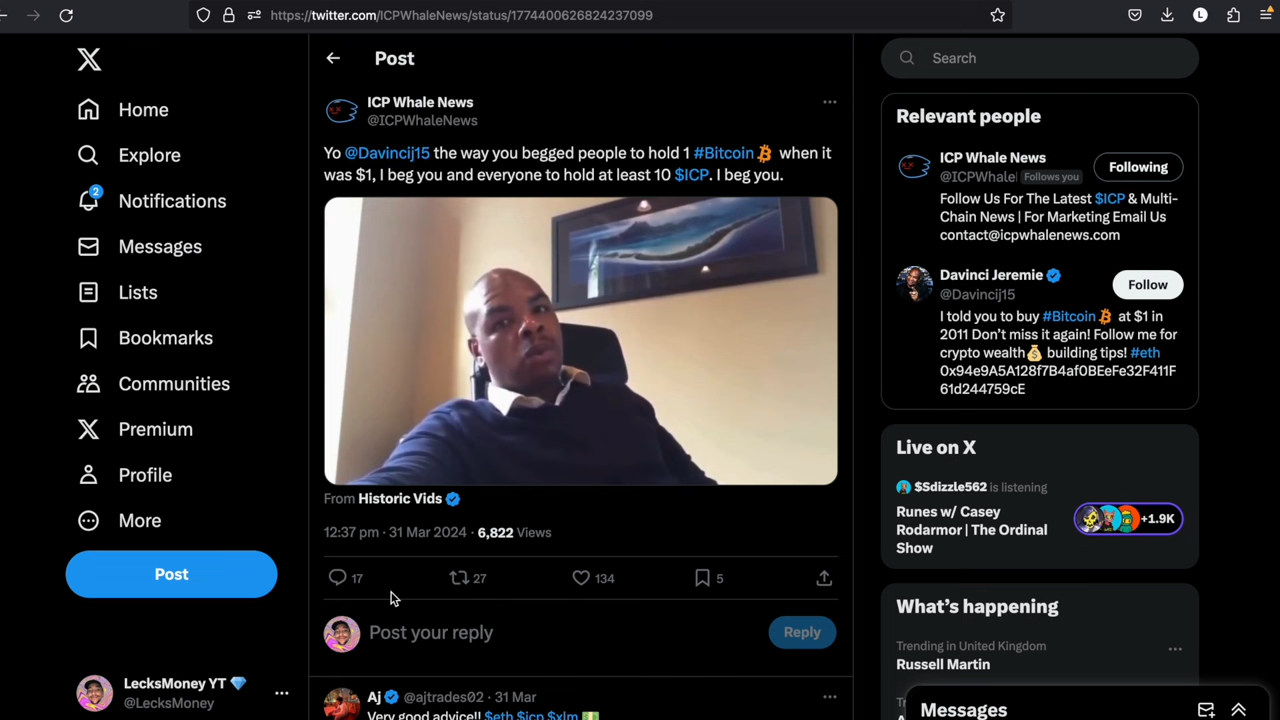 https://twitter.com/ICPWhaleNews/status/1774400626824237099
L
Home
Explore
2
Notifications
Messages
Lists
Bookmarks
Communities
Premium
Profile
More
Post
LecksMoney YT
@LecksMoney
Post
ICP Whale News
@ICPWhaleNews
Yo @Davincij15 the way you begged people to hold 1 #Bitcoin when it
was $1, I beg you and everyone to hold at least 10 $ICP. I beg you.
From Historic Vids
12:37 pm · 31 Mar 2024 · 6,822 Views
17 27 134 5
Post your reply
Reply
Aj @ajtrades02 · 31 Mar
Very good advice!! $eth $icp $xlm
Search
Relevant people
ICP Whale News
@ICPWhale Follows you
Following
Follow Us For The Latest $ICP & Multi-
Chain News | For Marketing Email Us
contact@icpwhalenews.com
Davinci Jeremie
@Davincij15
Follow
I told you to buy #Bitcoin at $1 in
2011 Don't miss it again! Follow me for
crypto wealth building tips! #eth
0x94e9A5A128f7B4af0BEeFe32F411F
61d244759cE
Live on X
$Sdizzle562 is listening
Runes w/ Casey
Rodarmor | The Ordinal
Show
+1.9K
What's happening
Trending in United Kingdom
Russell Martin
Messages